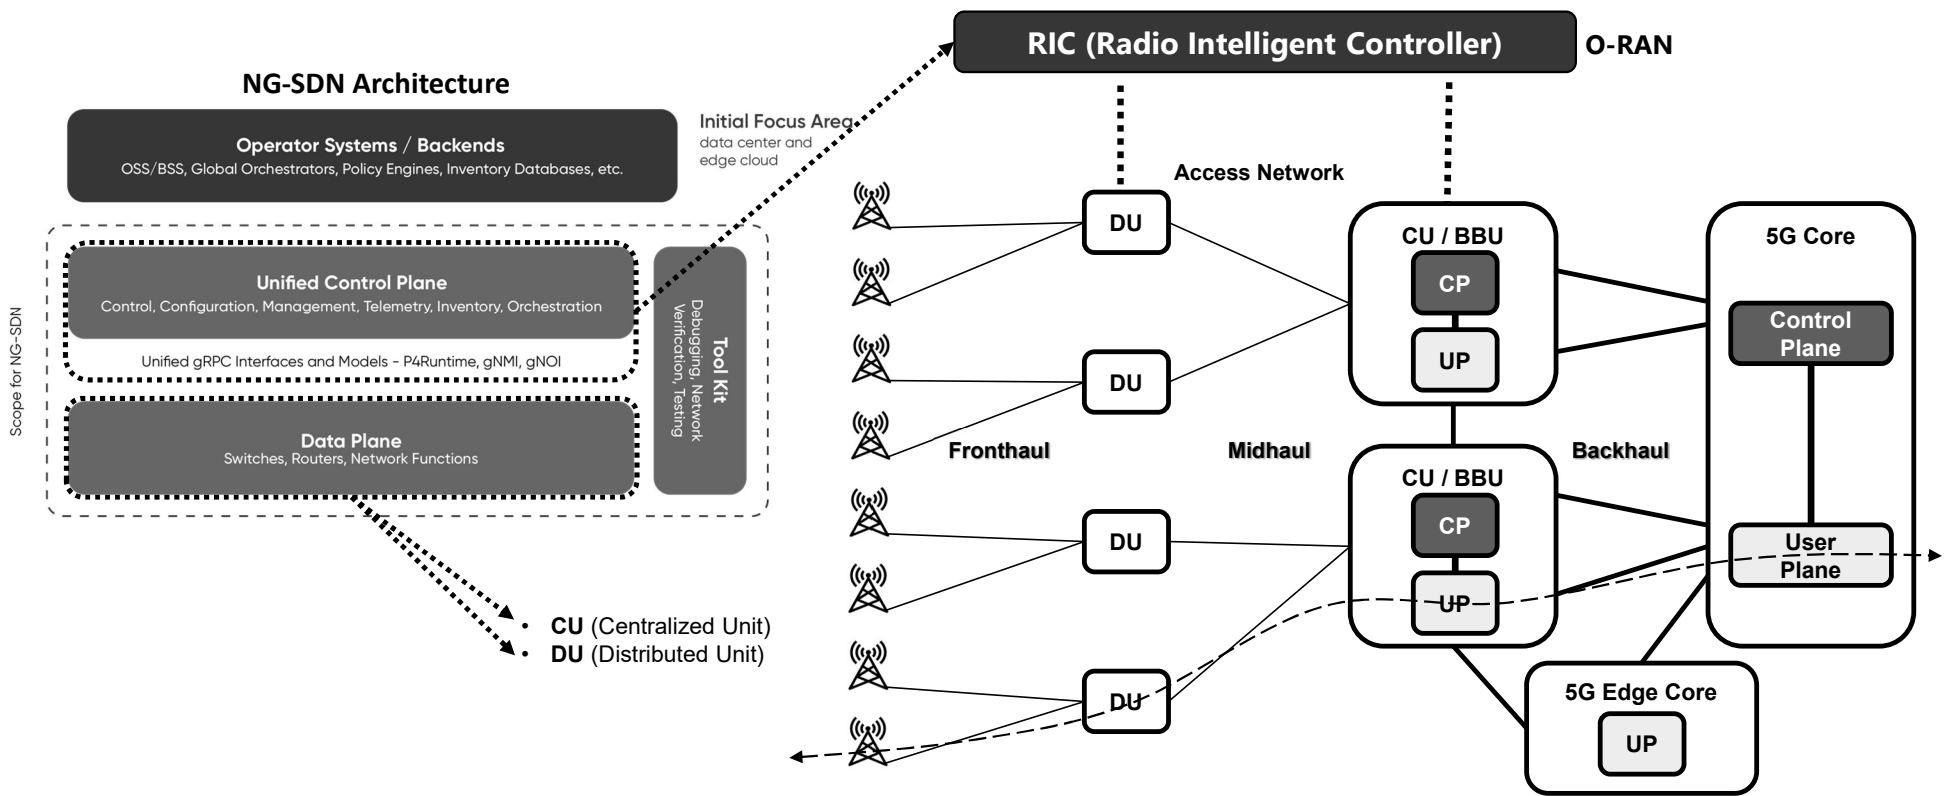 RIC (Radio Intelligent Controller)
O-RAN
NG-SDN Architecture
Operator Systems / Backends
OSS/BSS, Global Orchestrators, Policy Engines, Inventory Databases, etc.
Initial Focus Area
data center and
edge cloud
Scope for NG-SDN
Unified Control Plane
Control, Configuration, Management, Telemetry, Inventory, Orchestration
Unified gRPC Interfaces and Models - P4Runtime, gNMI, gNOI
Data Plane
Switches, Routers, Network Functions
Tool Kit
Debugging, Network
Verification, Testing
• CU (Centralized Unit)
• DU (Distributed Unit)
Access Network
DU
DU
DU
DU
Fronthaul
Midhaul
Backhaul
CU / BBU
CP
UP
CU / BBU
CP
UP
5G Core
Control
Plane
User
Plane
5G Edge Core
UP